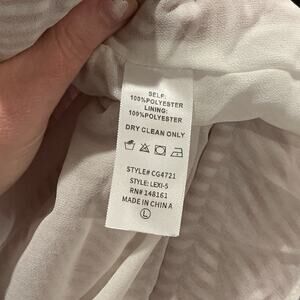 SELF:
100%POLYESTER
LINING:
100%POLYESTER
DRY CLEAN ONLY
STYLE# CG4721
STYLE: LEXI-5
RN# 148161
MADE IN CHINA
L